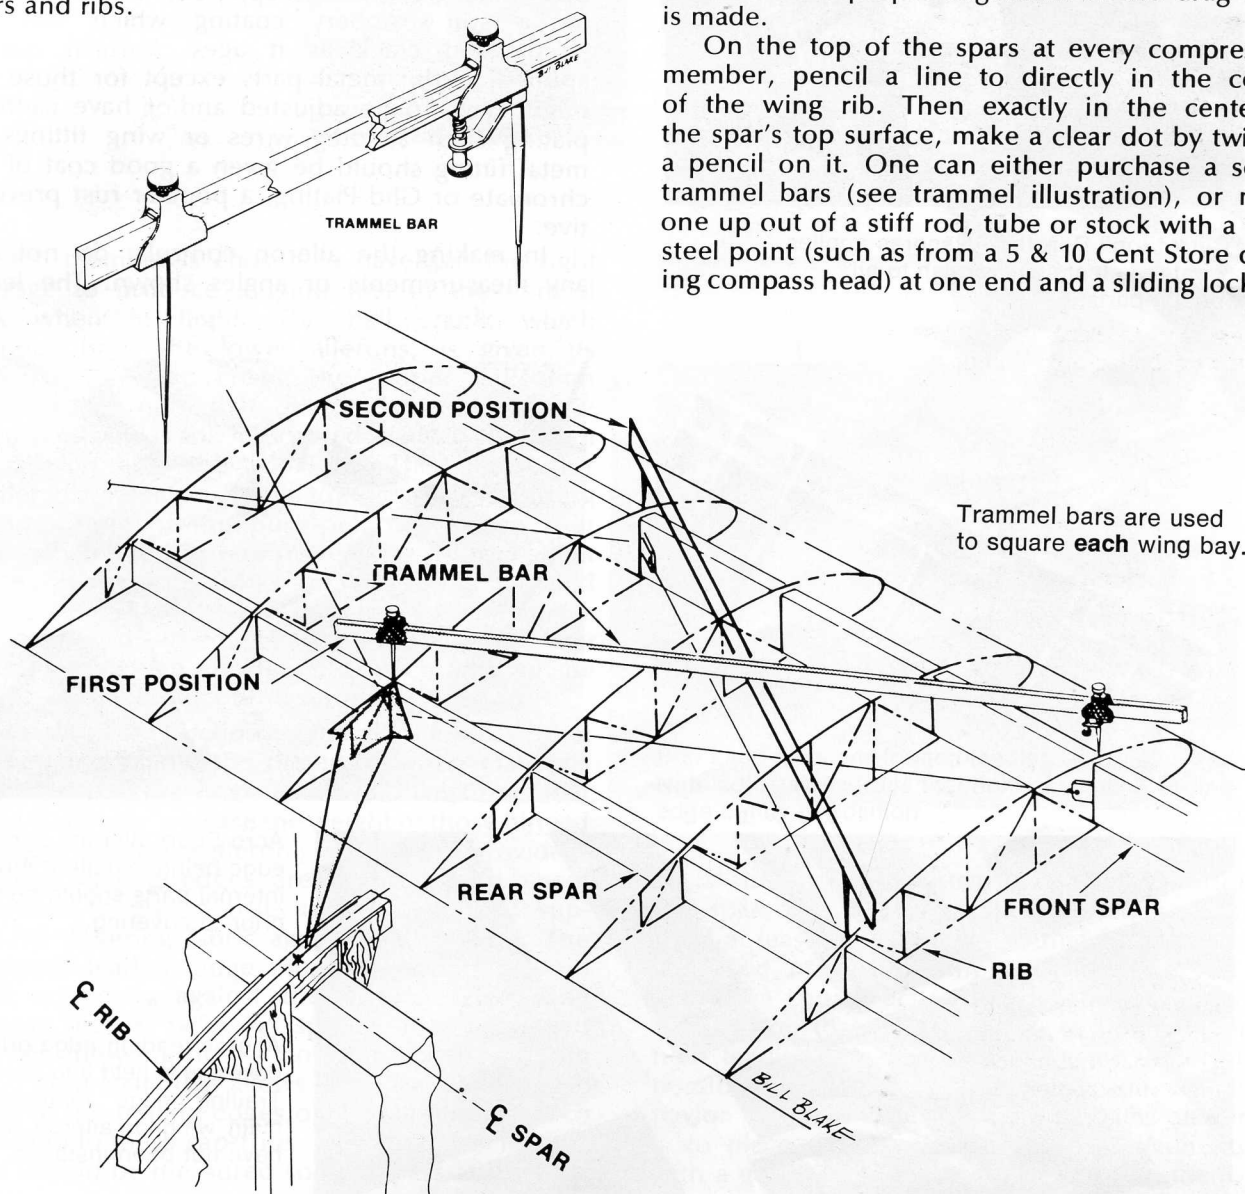 rs and ribs.
is made.
On the top of the spars at every compre
member, pencil a line to directly in the ce
of the wing rib. Then exactly in the cente
the spar's top surface, make a clear dot by twi
a pencil on it. One can either purchase a se
trammel bars (see trammel illustration), or m
one up out of a stiff rod, tube or stock with a
steel point (such as from a 5 & 10 Cent Store d
ing compass head) at one end and a sliding lock
BILL BLAKE
TRAMMEL BAR
SECOND POSITION
Trammel bars are used
to square each wing bay.
TRAMMEL BAR
FIRST POSITION
REAR SPAR
FRONT SPAR
RIB
℄ RIB
℄ SPAR
BILL BLAKE